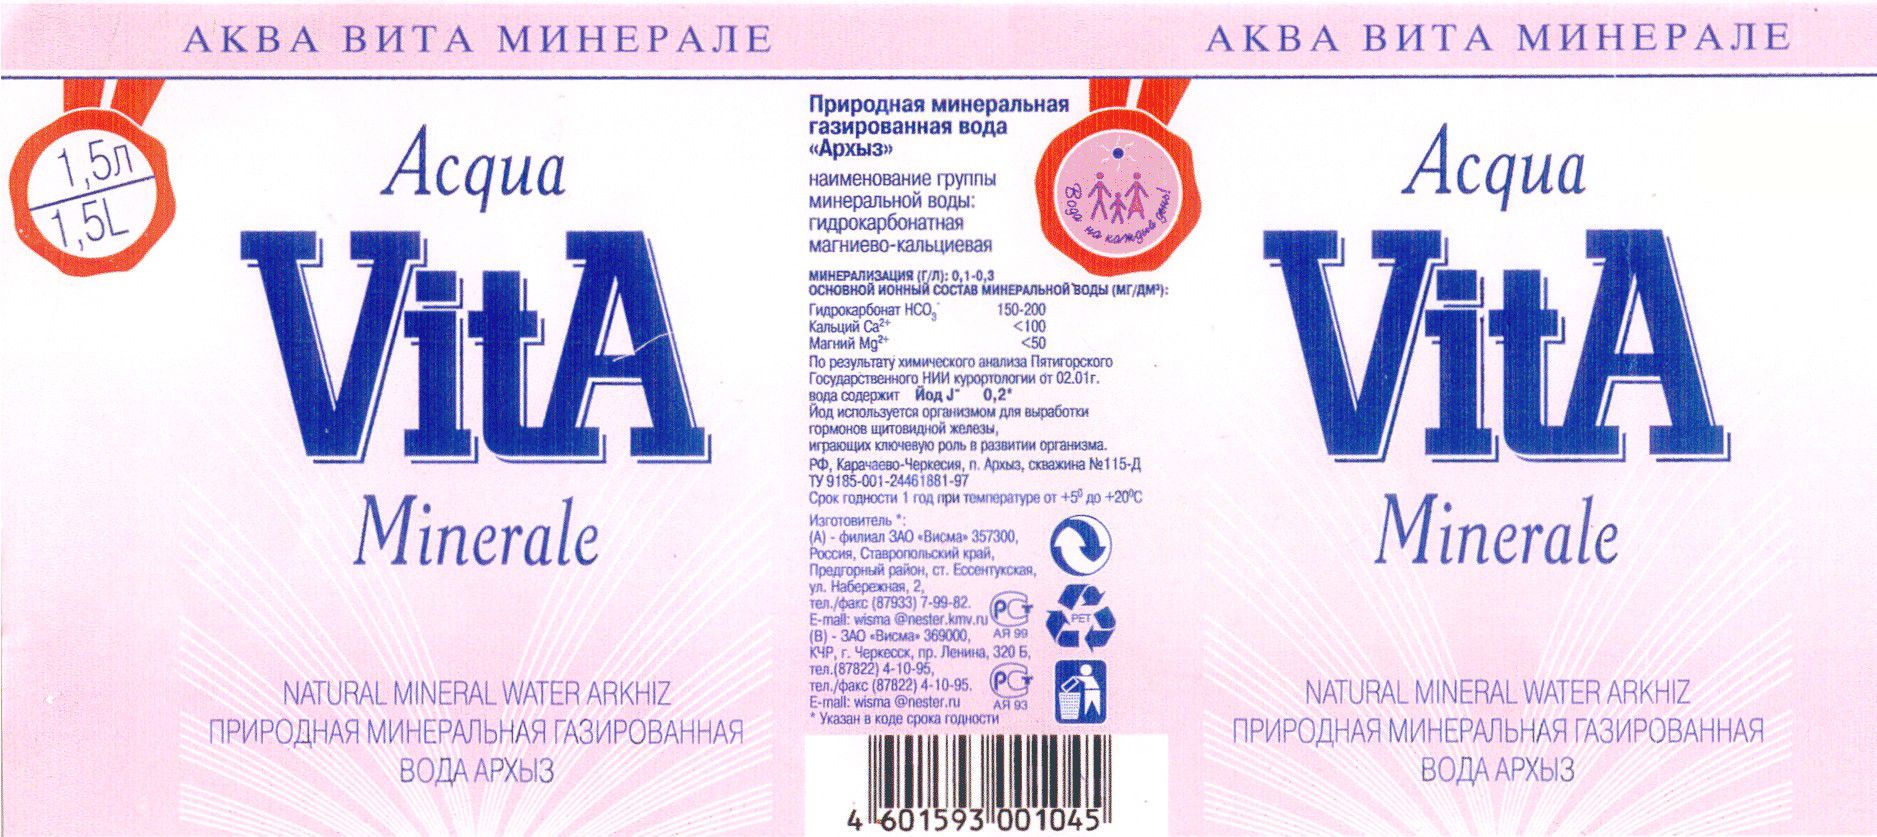 АКВА ВИТА МИНЕРАЛЕ
1,5л
1,5L
Acqua
VitA
Minerale
NATURAL MINERAL WATER ARKHIZ
ПРИРОДНАЯ МИНЕРАЛЬНАЯ ГАЗИРОВАННАЯ
ВОДА АРХЫЗ
Природная минеральная
газированная вода
«Архыз»
наименование группы
минеральной воды:
гидрокарбонатная
магниево-кальциевая
МИНЕРАЛИЗАЦИЯ (Г/Л): 0,1-0,3
ОСНОВНОЙ ИОННЫЙ СОСТАВ МИНЕРАЛЬНОЙ ВОДЫ (МГ/ДМ³):
Гидрокарбонат HCO₃⁻ 150-200
Кальций Ca²⁺ <100
Магний Mg²⁺ <50
По результату химического анализа Пятигорского
Государственного НИИ курортологии от 02.01г.
вода содержит Йод J⁻ 0,2*
Йод используется организмом для выработки
гормонов щитовидной железы,
играющих ключевую роль в развитии организма.
РФ, Карачаево-Черкесия, п. Архыз, скважина №115-Д
ТУ 9185-001-24461881-97
Срок годности 1 год при температуре от +5⁰ до +20⁰С
Изготовитель *:
(А) - филиал ЗАО «Висма» 357300,
Россия, Ставропольский край,
Предгорный район, ст. Ессентукская,
ул. Набережная, 2,
тел./факс (87933) 7-99-82.
E-mail: wisma @nester.kmv.ru
(В) - ЗАО «Висма» 369000,
КЧР, г. Черкесск, пр. Ленина, 320 Б,
тел.(87822) 4-10-95,
тел./факс (87822) 4-10-95.
E-mail: wisma @nester.ru
* Указан в коде срока годности
АЯ 99
АЯ 93
PET
4 601593 001045
Вода на каждый день!
АКВА ВИТА МИНЕРАЛЕ
Acqua
VitA
Minerale
NATURAL MINERAL WATER ARKHIZ
ПРИРОДНАЯ МИНЕРАЛЬНАЯ ГАЗИРОВАННАЯ
ВОДА АРХЫЗ